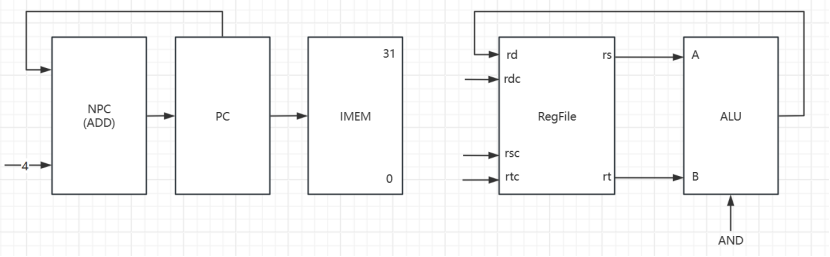 NPC
(ADD)
4
PC
31
IMEM
0
rd
rdc
rsc
rtc
RegFile
rs
rt
A
ALU
B
AND